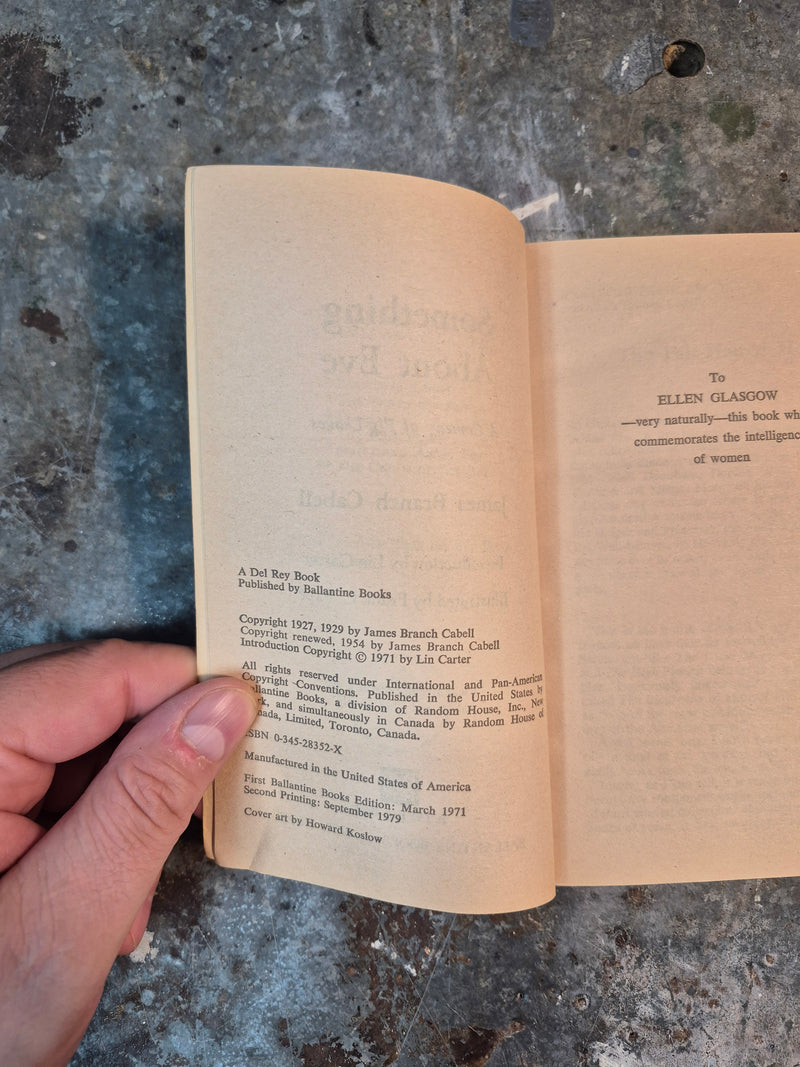 A Del Rey Book
Published by Ballantine Books
Copyright 1927, 1929 by James Branch Cabell
Copyright renewed, 1954 by James Branch Cabell
Introduction Copyright © 1971 by Lin Carter
All rights reserved under International and Pan-American
Copyright Conventions. Published in the United States by
allantine Books, a division of Random House, Inc., New
rk, and simultaneously in Canada by Random House of
nada, Limited, Toronto, Canada.
ISBN 0-345-28352-X
Manufactured in the United States of America
First Ballantine Books Edition: March 1971
Second Printing: September 1979
Cover art by Howard Koslow
To
ELLEN GLASGOW
—very naturally—this book wh
commemorates the intelligenc
of women